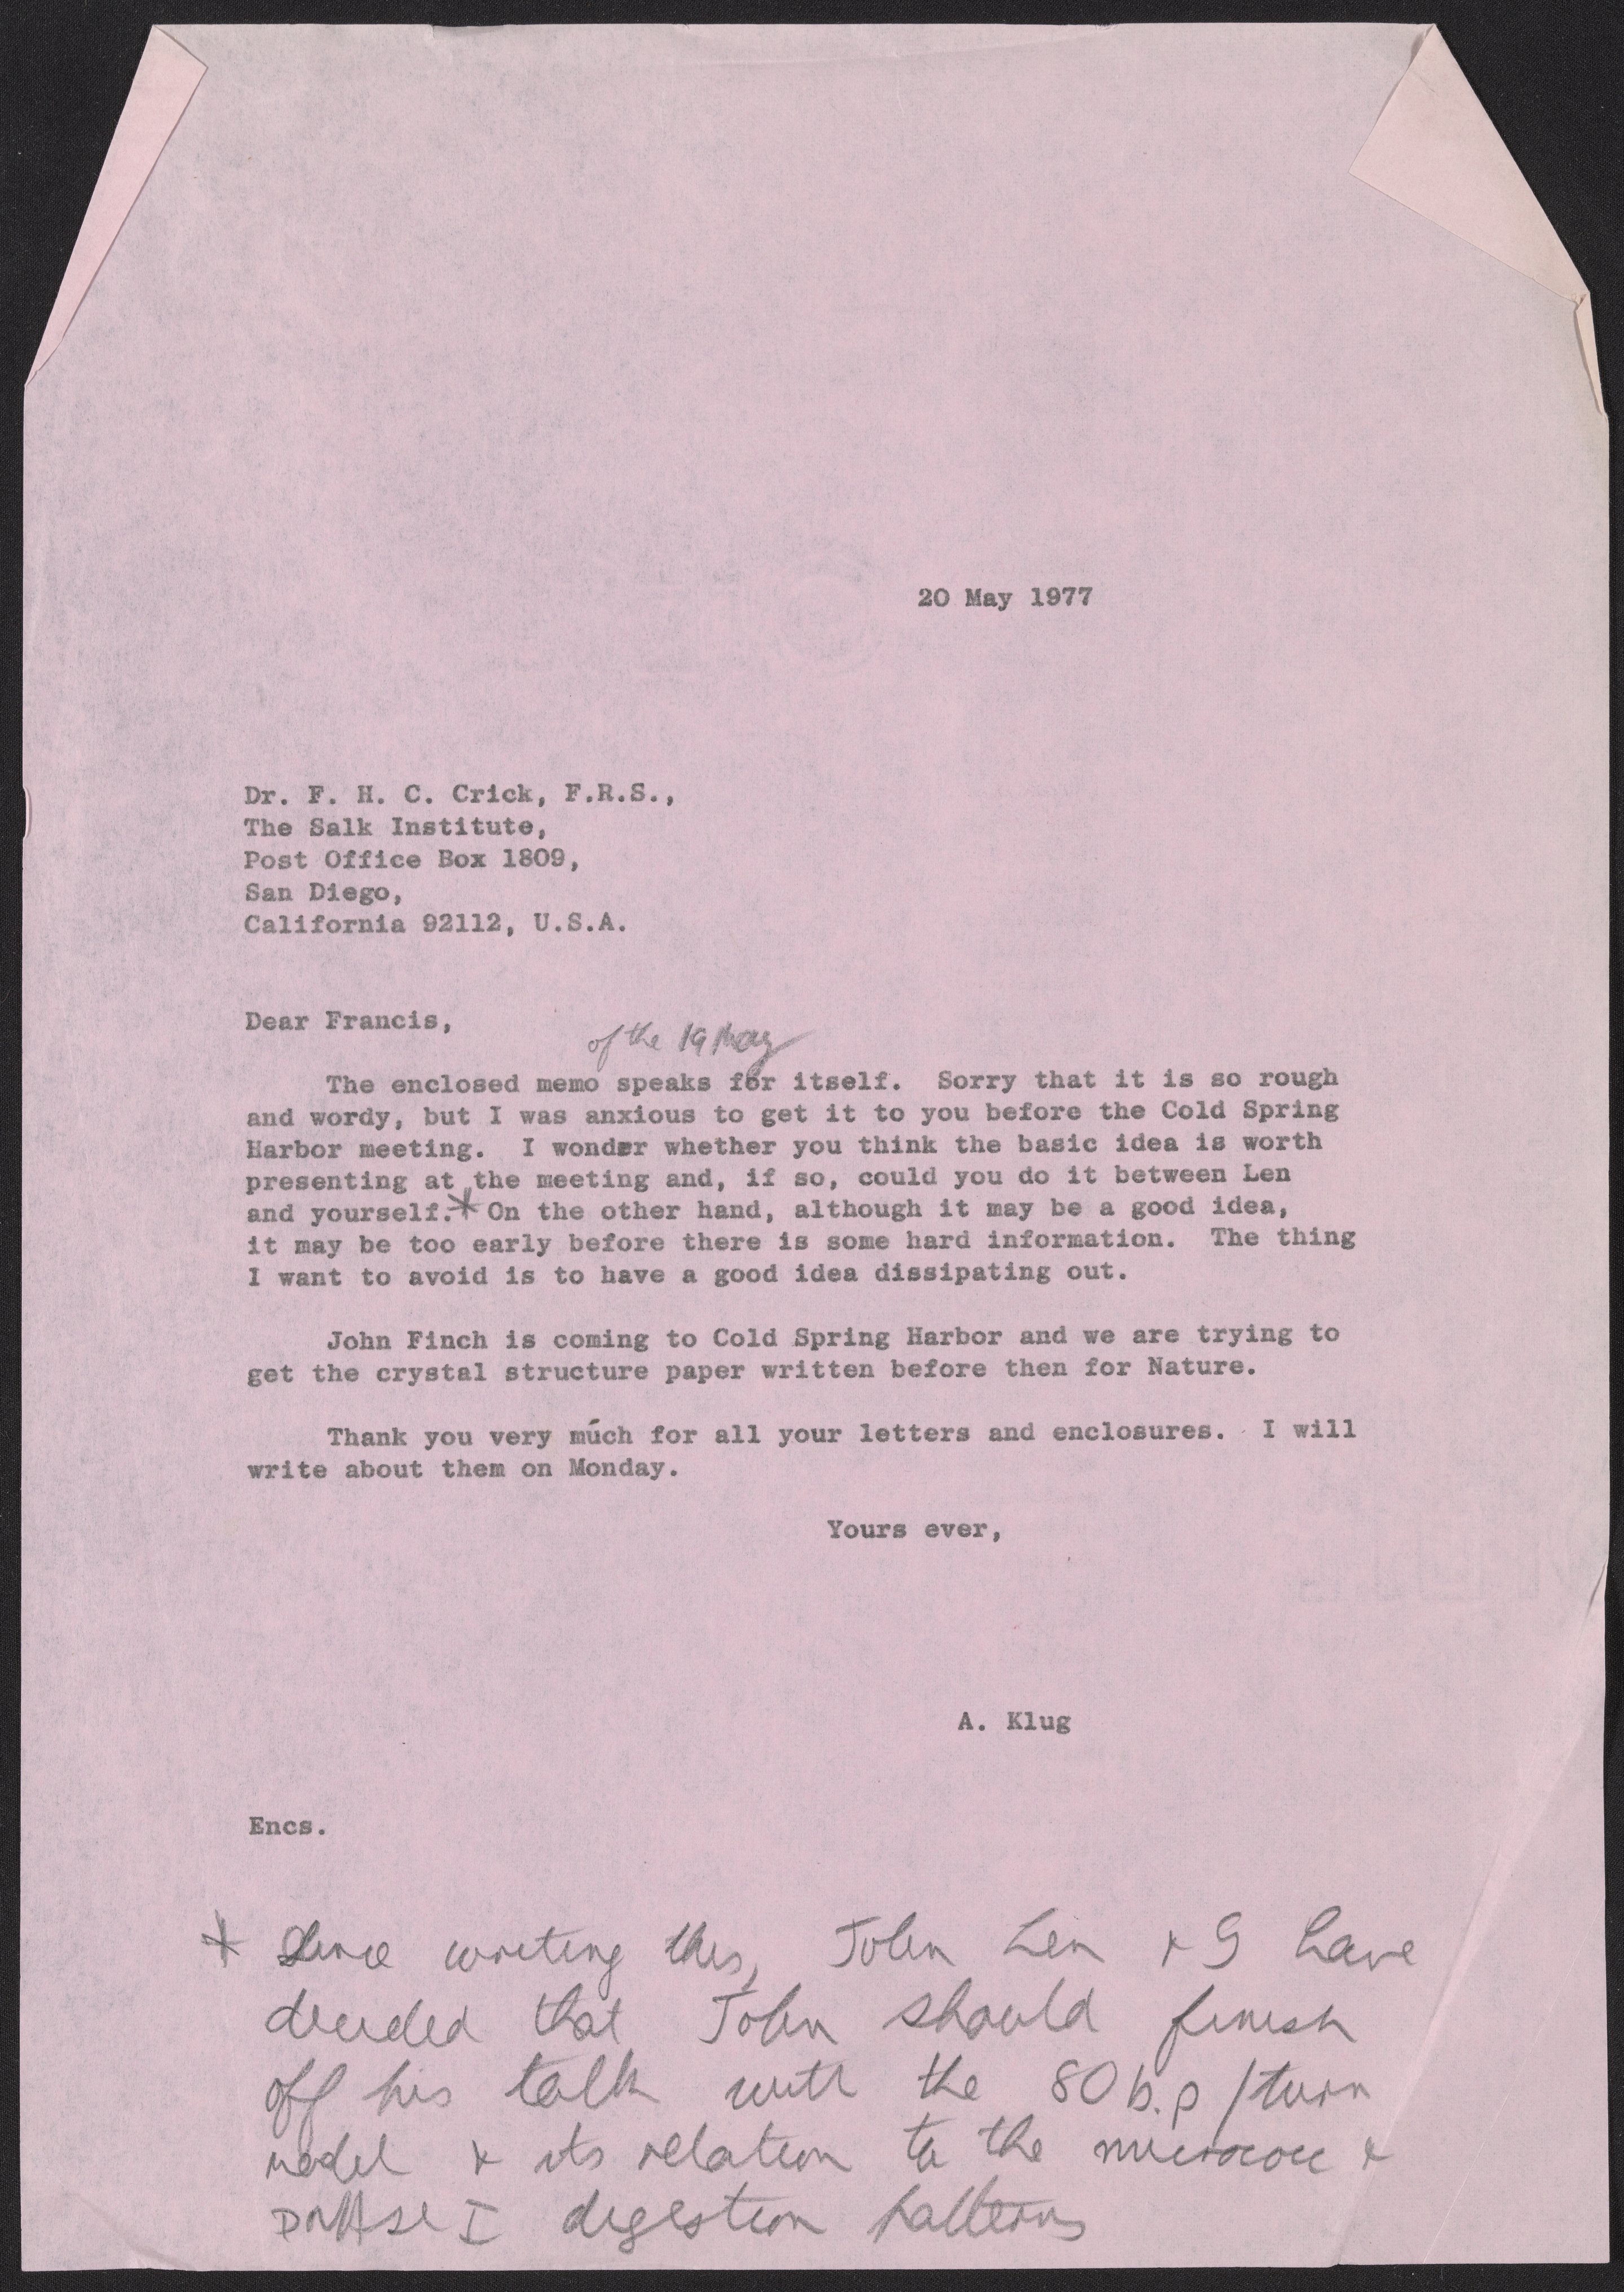 20 May 1977
Dr. F. H. C. Crick, F.R.S.,
The Salk Institute,
Post Office Box 1809,
San Diego,
California 92112, U.S.A.
Dear Francis,
of the 19 May
The enclosed memo speaks for itself. Sorry that it is so rough
and wordy, but I was anxious to get it to you before the Cold Spring
Harbor meeting. I wonder whether you think the basic idea is worth
presenting at the meeting and, if so, could you do it between Len
and yourself.* On the other hand, although it may be a good idea,
it may be too early before there is some hard information. The thing
I want to avoid is to have a good idea dissipating out.
John Finch is coming to Cold Spring Harbor and we are trying to
get the crystal structure paper written before then for Nature.
Thank you very much for all your letters and enclosures. I will
write about them on Monday.
Yours ever,
A. Klug
Encs.
* Since writing this, John Len & I have
decided that John should finish
off his talk with the 80 b.p/turn
model & its relation to the micrococc &
DNAse I digestion patterns